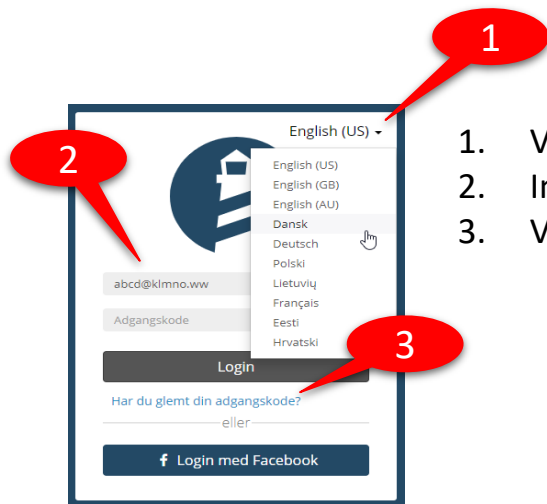 1
English (US)
2
English (US)
English (GB)
English (AU)
Dansk
Deutsch
Polski
Lietuvių
Français
Eesti
Hrvatski
abcd@klmno.ww
Adgangskode
3
Login
Har du glemt din adgangskode?
eller
f Login med Facebook
1.
2.
3.